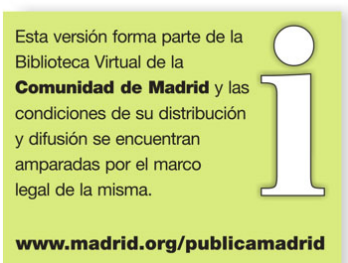 Esta versión forma parte de la
Biblioteca Virtual de la
Comunidad de Madrid y las
condiciones de su distribución
y difusión se encuentran
amparadas por el marco
legal de la misma.
i
www.madrid.org/publicamadrid